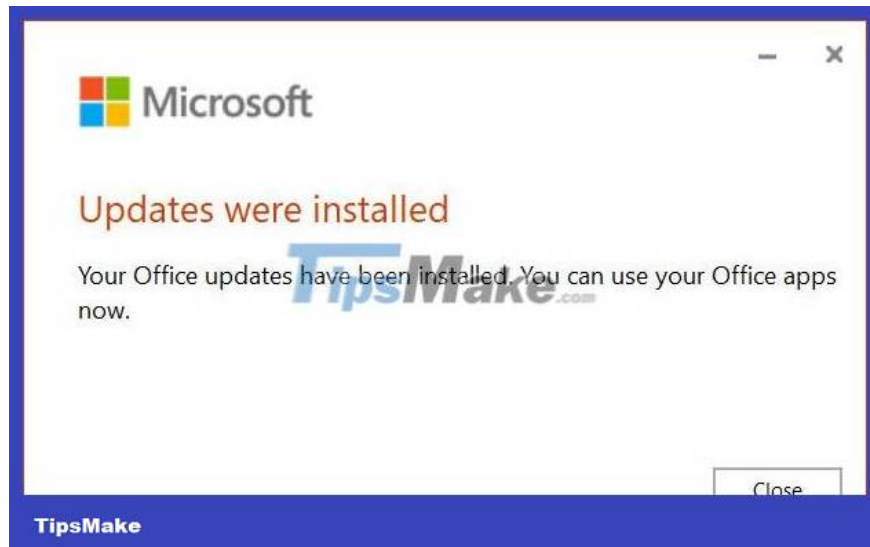 Microsoft
Updates were installed
Your Office updates have been installed. You can use your Office apps
now.
TipsMake.com
Close
TipsMake